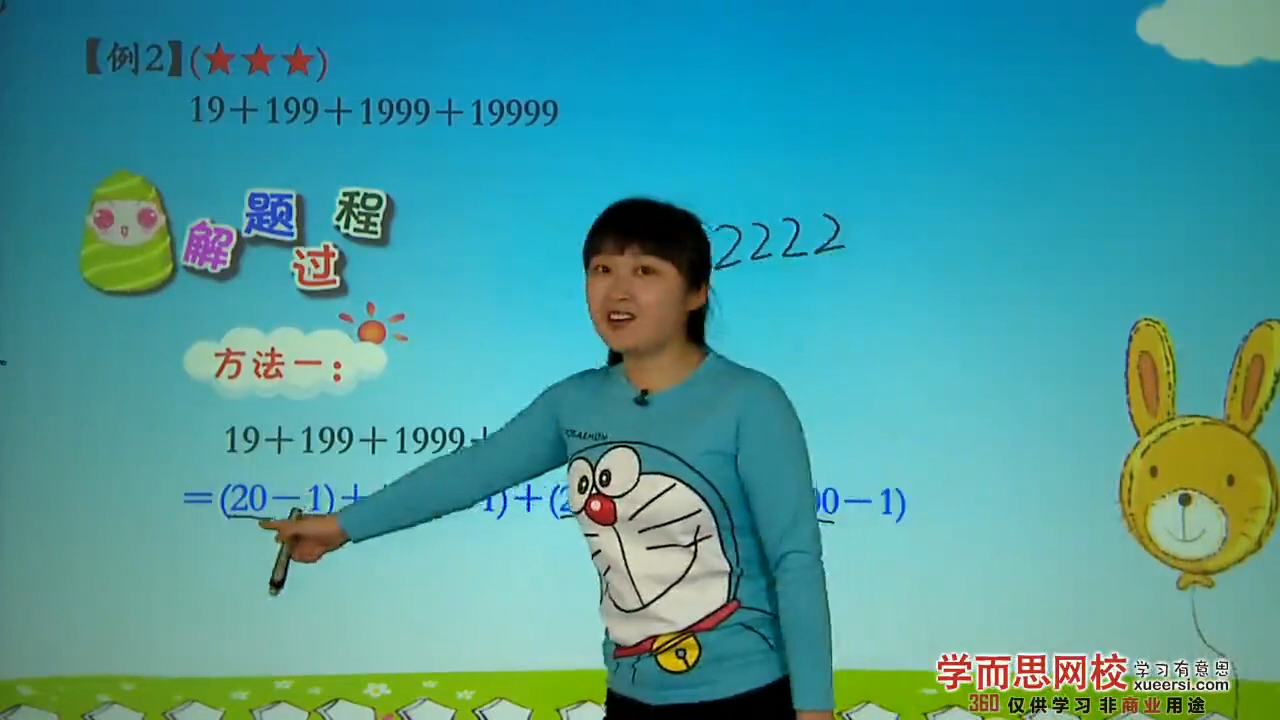 【例2】(★★★)
19+199+1999+19999
解题过程
2222
方法一：
19+199+1999+
=(20-1)+ -1)+(2 00-1)
DORAEMON
学而思网校 学习有意思
xueersi.com
360 仅供学习 非商业用途